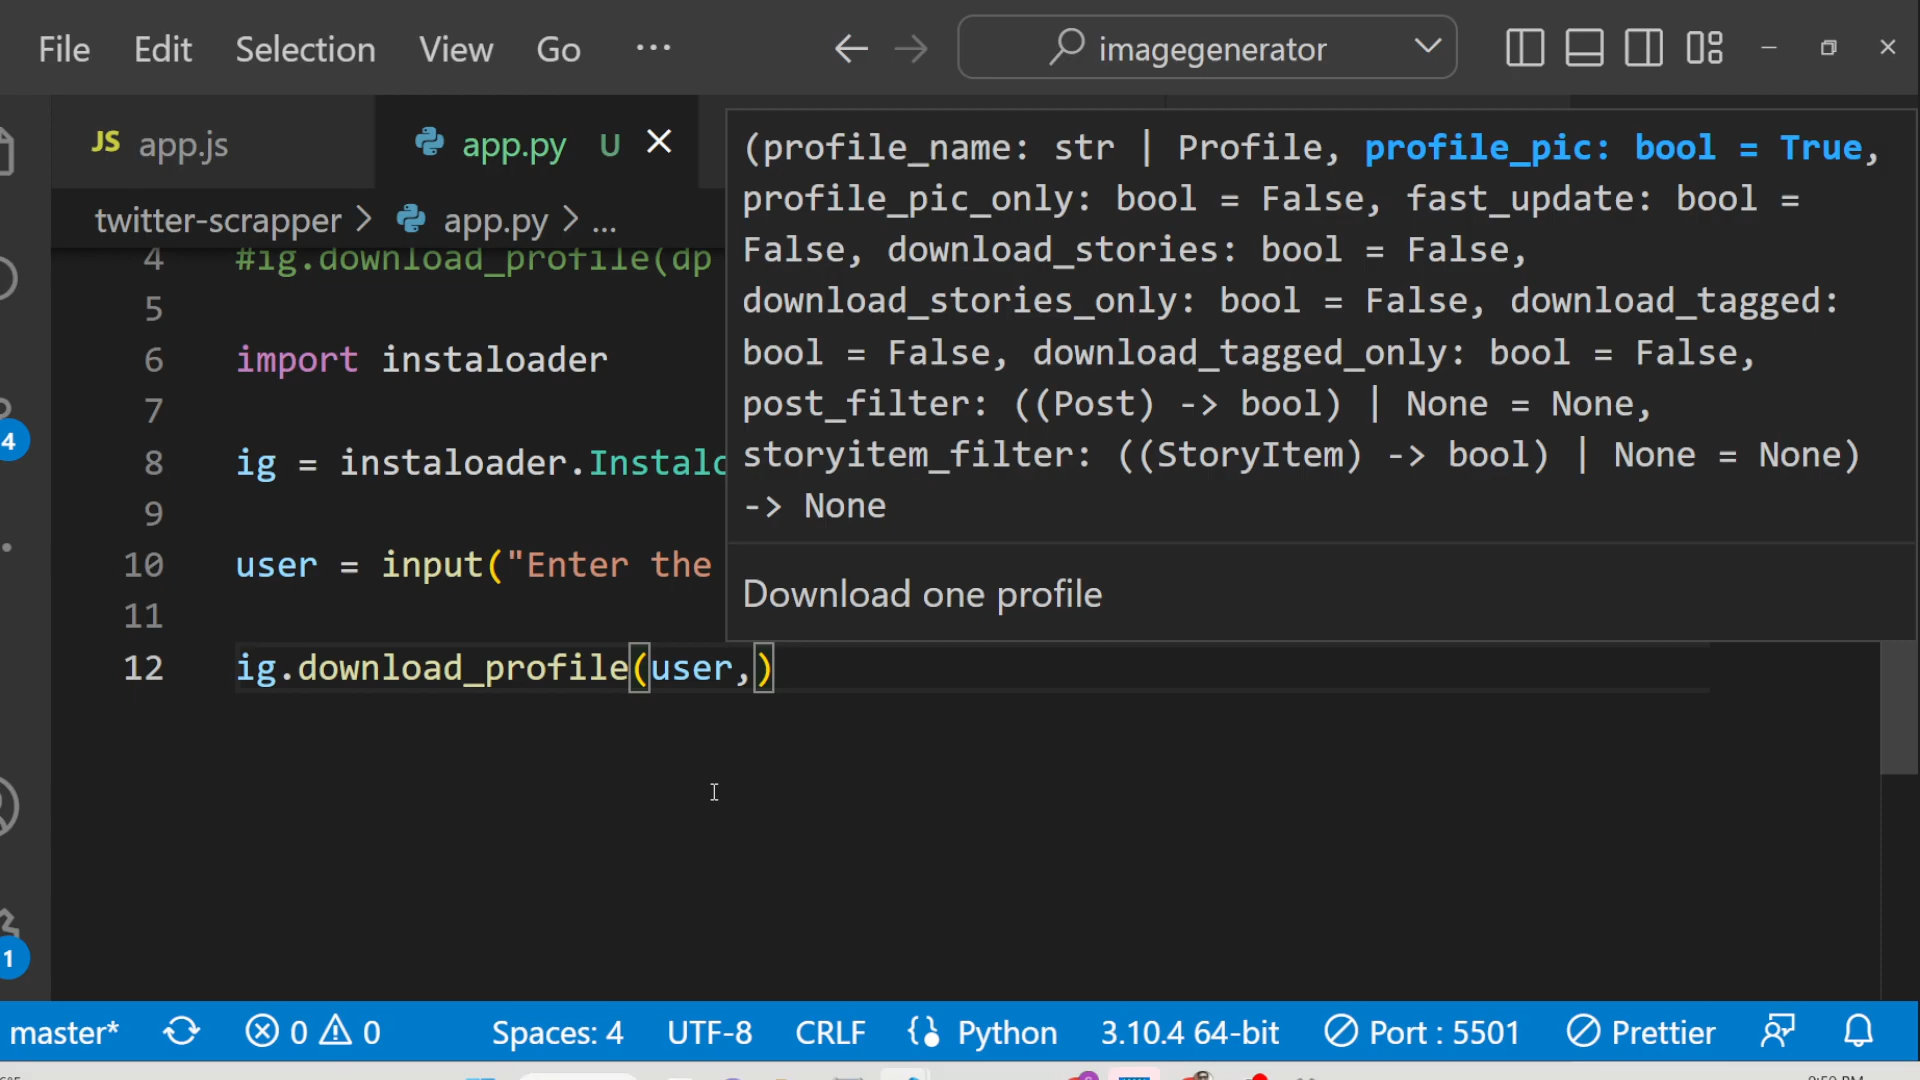 File Edit Selection View Go ··· imagegenerator
JS app.js app.py U
twitter-scrapper > app.py > ...
(profile_name: str | Profile, profile_pic: bool = True,
profile_pic_only: bool = False, fast_update: bool =
False, download_stories: bool = False,
download_stories_only: bool = False, download_tagged:
bool = False, download_tagged_only: bool = False,
post_filter: ((Post) -> bool) | None = None,
storyitem_filter: ((StoryItem) -> bool) | None = None)
-> None
Download one profile
4 #ig.download_profile(dp
5
6 import instaloader
7
8 ig = instaloader.Instalo
9
10 user = input("Enter the
11
12 ig.download_profile(user,)
4
1
master* 0 0 Spaces: 4 UTF-8 CRLF Python 3.10.4 64-bit Port : 5501 Prettier